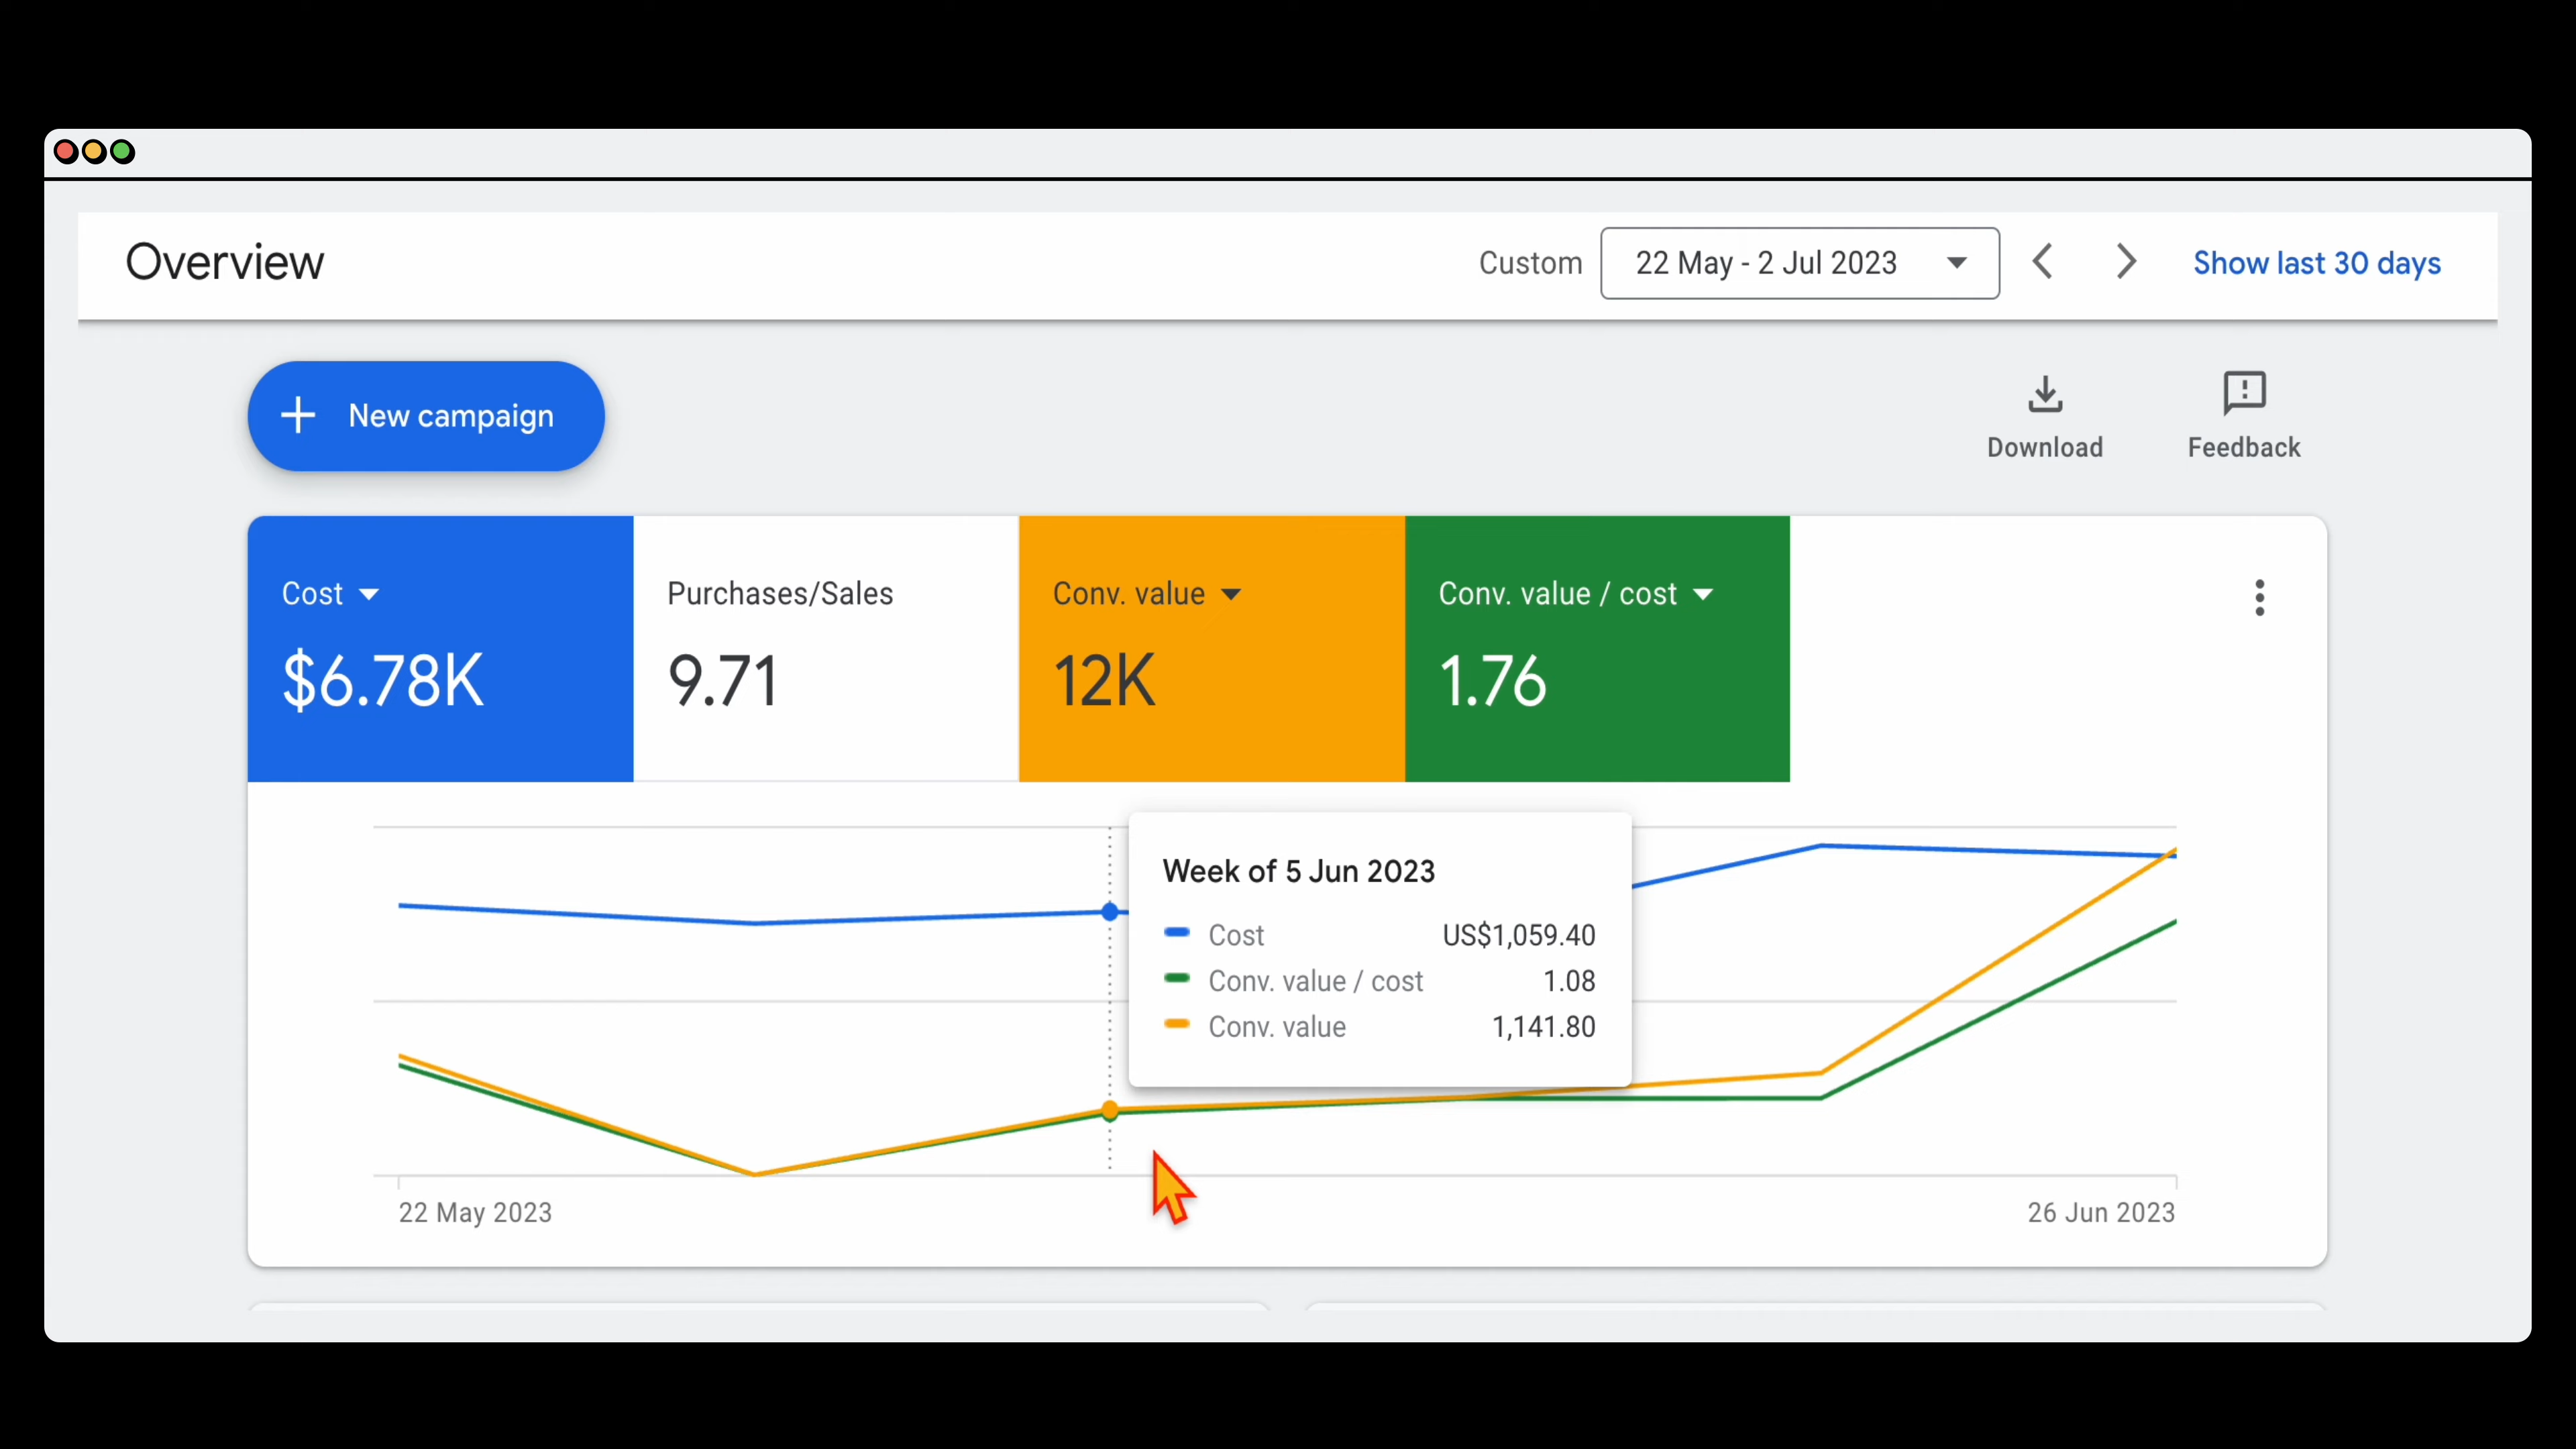 Overview
Custom 22 May - 2 Jul 2023 Show last 30 days
New campaign
Download Feedback
Cost Purchases/Sales Conv. value Conv. value / cost
$6.78K 9.71 12K 1.76
Week of 5 Jun 2023
Cost US$1,059.40
Conv. value / cost 1.08
Conv. value 1,141.80
22 May 2023 26 Jun 2023